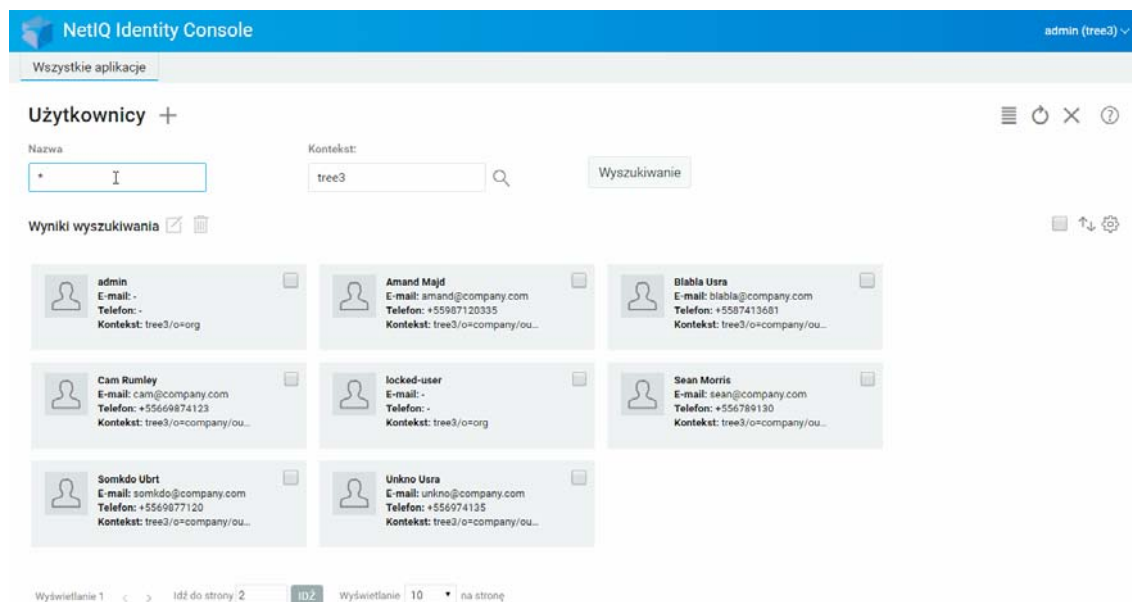 NetIQ Identity Console
admin (tree3)
Wszystkie aplikacje
Użytkownicy
Nazwa
Kontekst:
*
tree3
Wyszukiwanie
Wyniki wyszukiwania
admin
E-mail: -
Telefon: -
Kontekst: tree3/o=org
Amand Majd
E-mail: amand@company.com
Telefon: +55987120335
Kontekst: tree3/o=company/ou...
Blabla Usra
E-mail: blabla@company.com
Telefon: +5587413681
Kontekst: tree3/o=company/ou...
Cam Rumley
E-mail: cam@company.com
Telefon: +55669874123
Kontekst: tree3/o=company/ou...
locked-user
E-mail: -
Telefon: -
Kontekst: tree3/o=org
Sean Morris
E-mail: sean@company.com
Telefon: +556789130
Kontekst: tree3/o=company/ou...
Somkdo Ubrt
E-mail: somkdo@company.com
Telefon: +5569877120
Kontekst: tree3/o=company/ou...
Unkno Usra
E-mail: unkno@company.com
Telefon: +556974135
Kontekst: tree3/o=company/ou...
Wyświetlanie 1 < > Idź do strony 2 IDŹ Wyświetlanie 10 na stronę